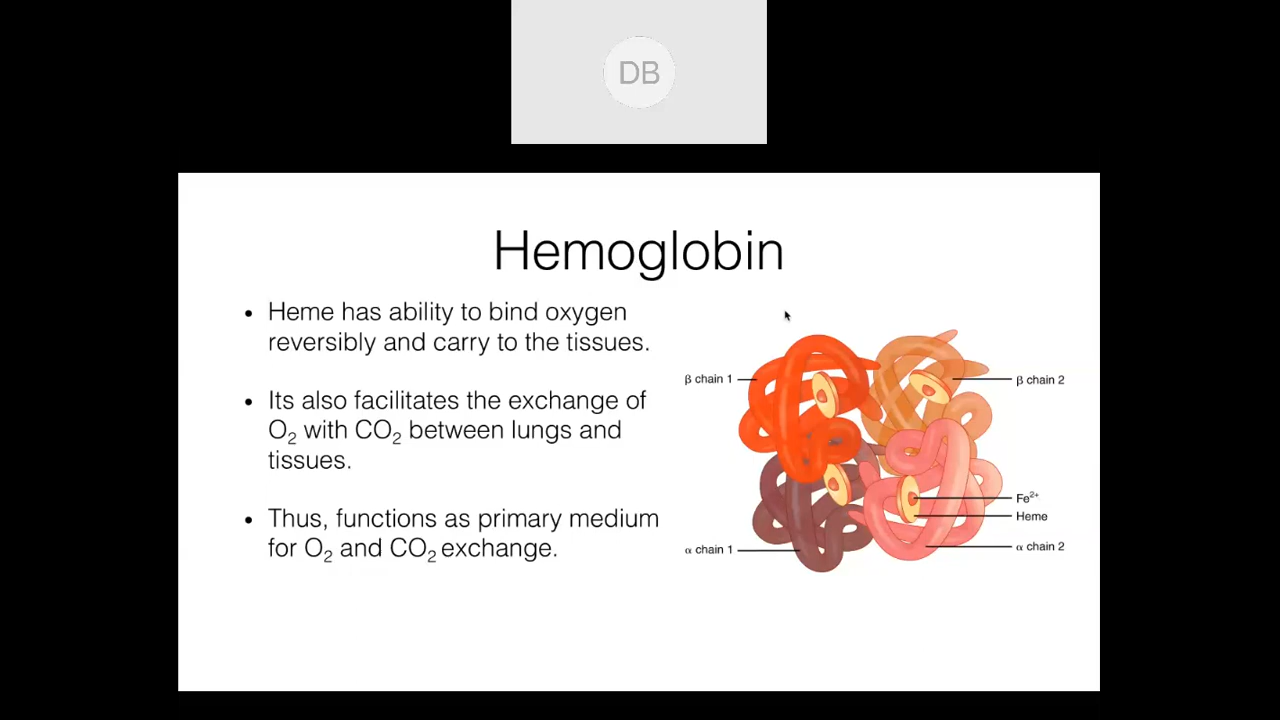 DB
Hemoglobin
• Heme has ability to bind oxygen
reversibly and carry to the tissues.
• Its also facilitates the exchange of
O₂ with CO₂ between lungs and
tissues.
• Thus, functions as primary medium
for O₂ and CO₂ exchange.
β chain 1
β chain 2
Fe²⁺
Heme
α chain 1
α chain 2